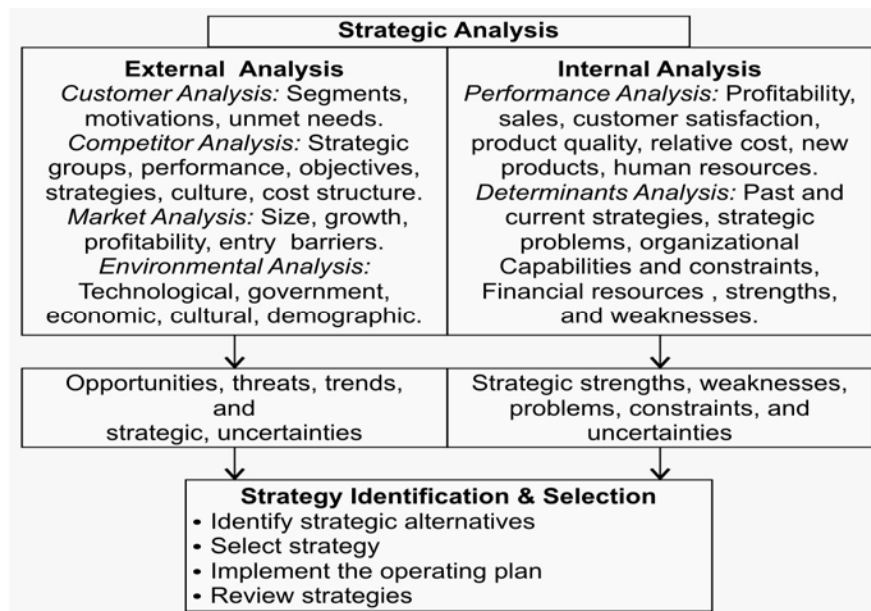 Strategic Analysis
External Analysis
Customer Analysis: Segments,
motivations, unmet needs.
Competitor Analysis: Strategic
groups, performance, objectives,
strategies, culture, cost structure.
Market Analysis: Size, growth,
profitability, entry barriers.
Environmental Analysis:
Technological, government,
economic, cultural, demographic.
Internal Analysis
Performance Analysis: Profitability,
sales, customer satisfaction,
product quality, relative cost, new
products, human resources.
Determinants Analysis: Past and
current strategies, strategic
problems, organizational
Capabilities and constraints,
Financial resources , strengths,
and weaknesses.
Opportunities, threats, trends,
and
strategic, uncertainties
Strategic strengths, weaknesses,
problems, constraints, and
uncertainties
Strategy Identification & Selection
• Identify strategic alternatives
• Select strategy
• Implement the operating plan
• Review strategies